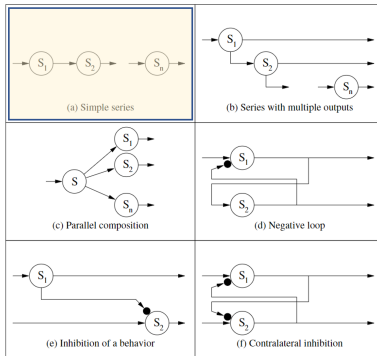 S1 S2 Sn
(a) Simple series
S1
S2
Sn
(b) Series with multiple outputs
S1
S S2
Sn
(c) Parallel composition
S1
S2
(d) Negative loop
S1
S2
(e) Inhibition of a behavior
S1
S2
(f) Contralateral inhibition